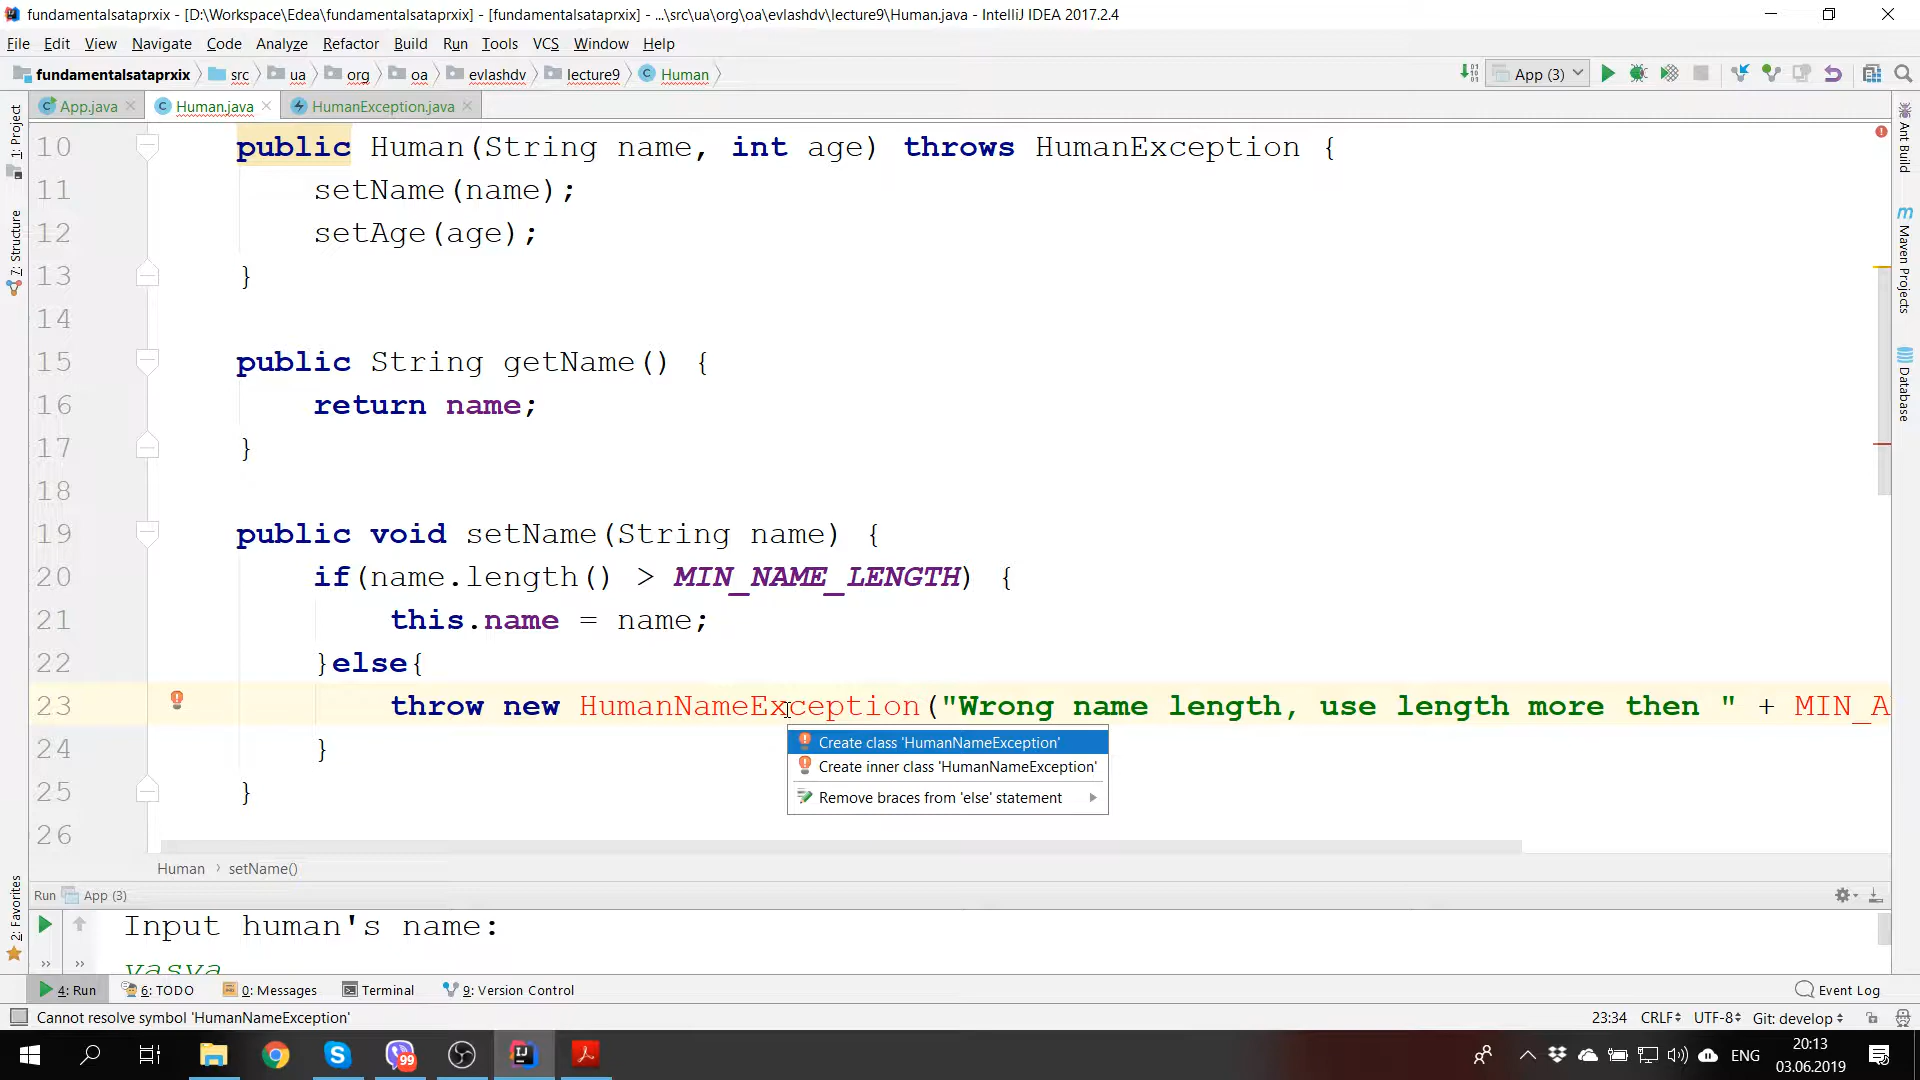 fundamentalsataprxix - [D:\Workspace\Edea\fundamentalsataprxix] - [fundamentalsataprxix] - ...\src\ua\org\oa\evlashdv\lecture9\Human.java - IntelliJ IDEA 2017.2.4
File Edit View Navigate Code Analyze Refactor Build Run Tools VCS Window Help
fundamentalsataprxix src ua org oa evlashdv lecture9 Human App (3)
App.java Human.java HumanException.java
10 public Human(String name, int age) throws HumanException {
11 setName(name);
12 setAge(age);
13 }
14
15 public String getName() {
16 return name;
17 }
18
19 public void setName(String name) {
20 if(name.length() > MIN_NAME_LENGTH) {
21 this.name = name;
22 }else{
23 throw new HumanNameException("Wrong name length, use length more then " + MIN_A
24 }
Create class 'HumanNameException'
Create inner class 'HumanNameException'
Remove braces from 'else' statement
25 }
26
Human › setName()
Run App (3)
Input human's name:
vasya
4: Run 6: TODO 0: Messages Terminal 9: Version Control Event Log
Cannot resolve symbol 'HumanNameException' 23:34 CRLF UTF-8 Git: develop
99 ENG 20:13
03.06.2019
1: Project
7: Structure
2: Favorites
Ant Build
Maven Projects
Database